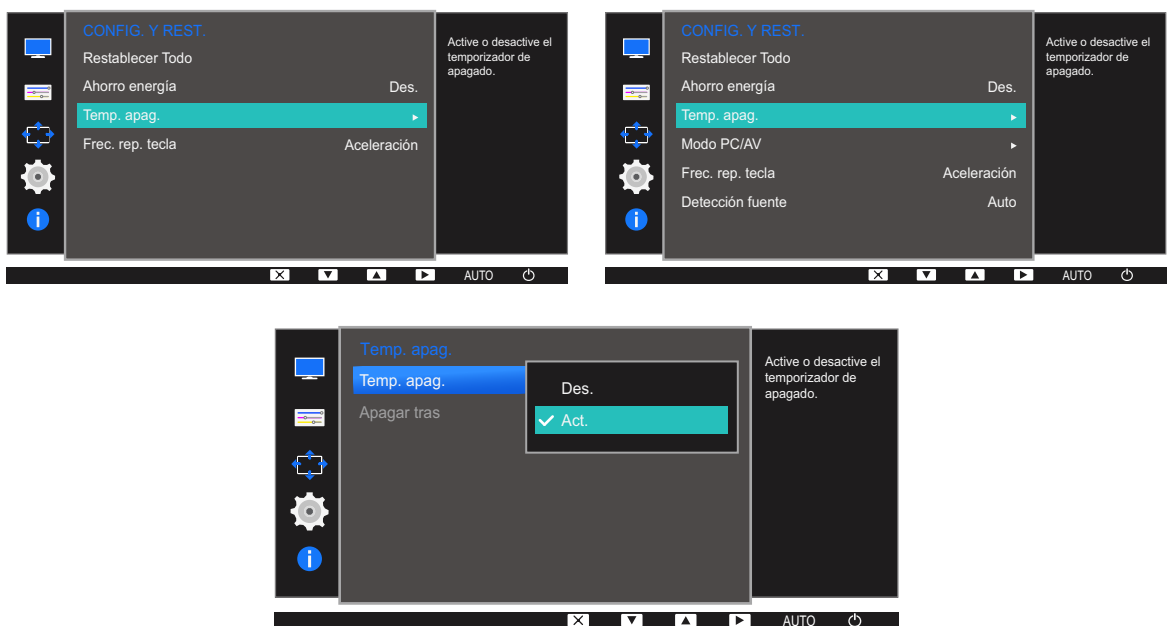 CONFIG. Y REST.
Restablecer Todo
Ahorro energía Des.
Temp. apag.
Frec. rep. tecla Aceleración
Active o desactive el
temporizador de
apagado.
AUTO
CONFIG. Y REST.
Restablecer Todo
Ahorro energía Des.
Temp. apag.
Modo PC/AV
Frec. rep. tecla Aceleración
Detección fuente Auto
Active o desactive el
temporizador de
apagado.
AUTO
Temp. apag.
Temp. apag.
Apagar tras
Des.
Act.
Active o desactive el
temporizador de
apagado.
AUTO